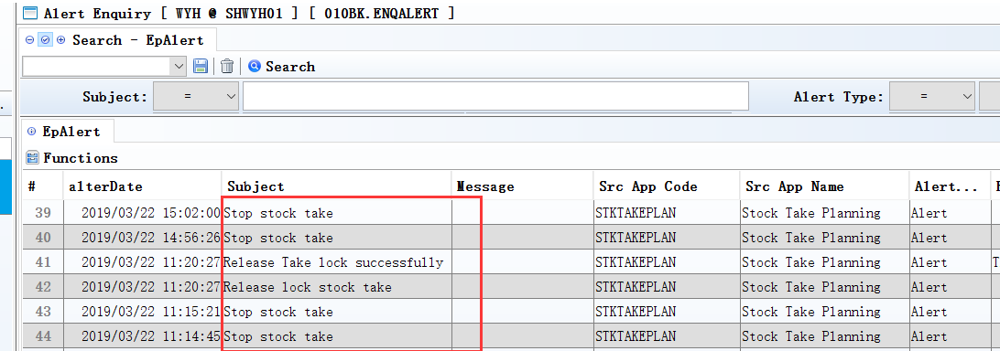 Alert Enquiry [ WYH @ SHWYH01 ] [ 010BK.ENQALERT ]
Search - EpAlert
Search
Subject: = Alert Type: =
EpAlert
Functions
# alterDate Subject Message Src App Code Src App Name Alert...
39 2019/03/22 15:02:00 Stop stock take STKTAKEPLAN Stock Take Planning Alert
40 2019/03/22 14:56:26 Stop stock take STKTAKEPLAN Stock Take Planning Alert
41 2019/03/22 11:20:27 Release Take lock successfully STKTAKEPLAN Stock Take Planning Alert T
42 2019/03/22 11:20:27 Release lock stock take STKTAKEPLAN Stock Take Planning Alert
43 2019/03/22 11:15:21 Stop stock take STKTAKEPLAN Stock Take Planning Alert
44 2019/03/22 11:14:45 Stop stock take STKTAKEPLAN Stock Take Planning Alert